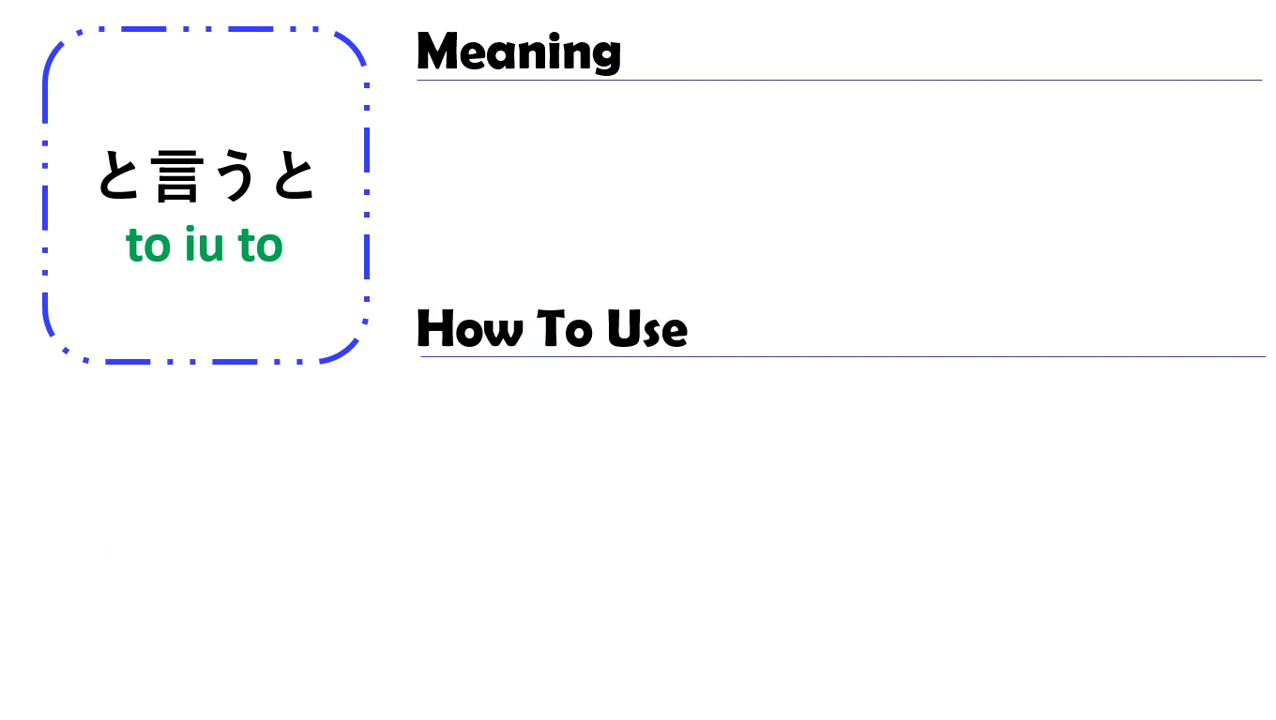 と言うと
to iu to
Meaning
How To Use